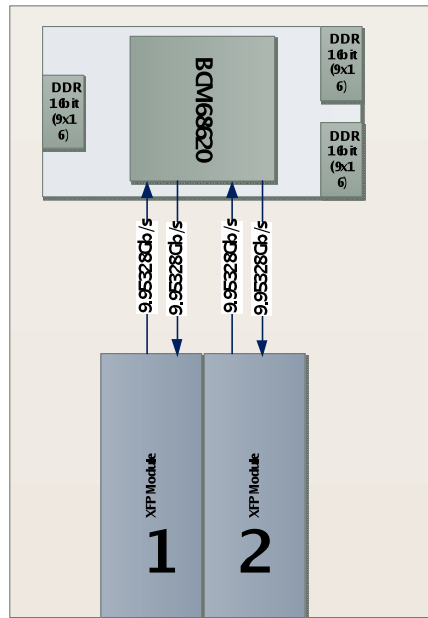 DDR
16bit
(9x1
6)
BCM68620
DDR
16bit
(9x1
6)
DDR
16bit
(9x1
6)
9.95328Gb/s
9.95328Gb/s
9.95328Gb/s
9.95328Gb/s
XFP Module
1
XFP Module
2